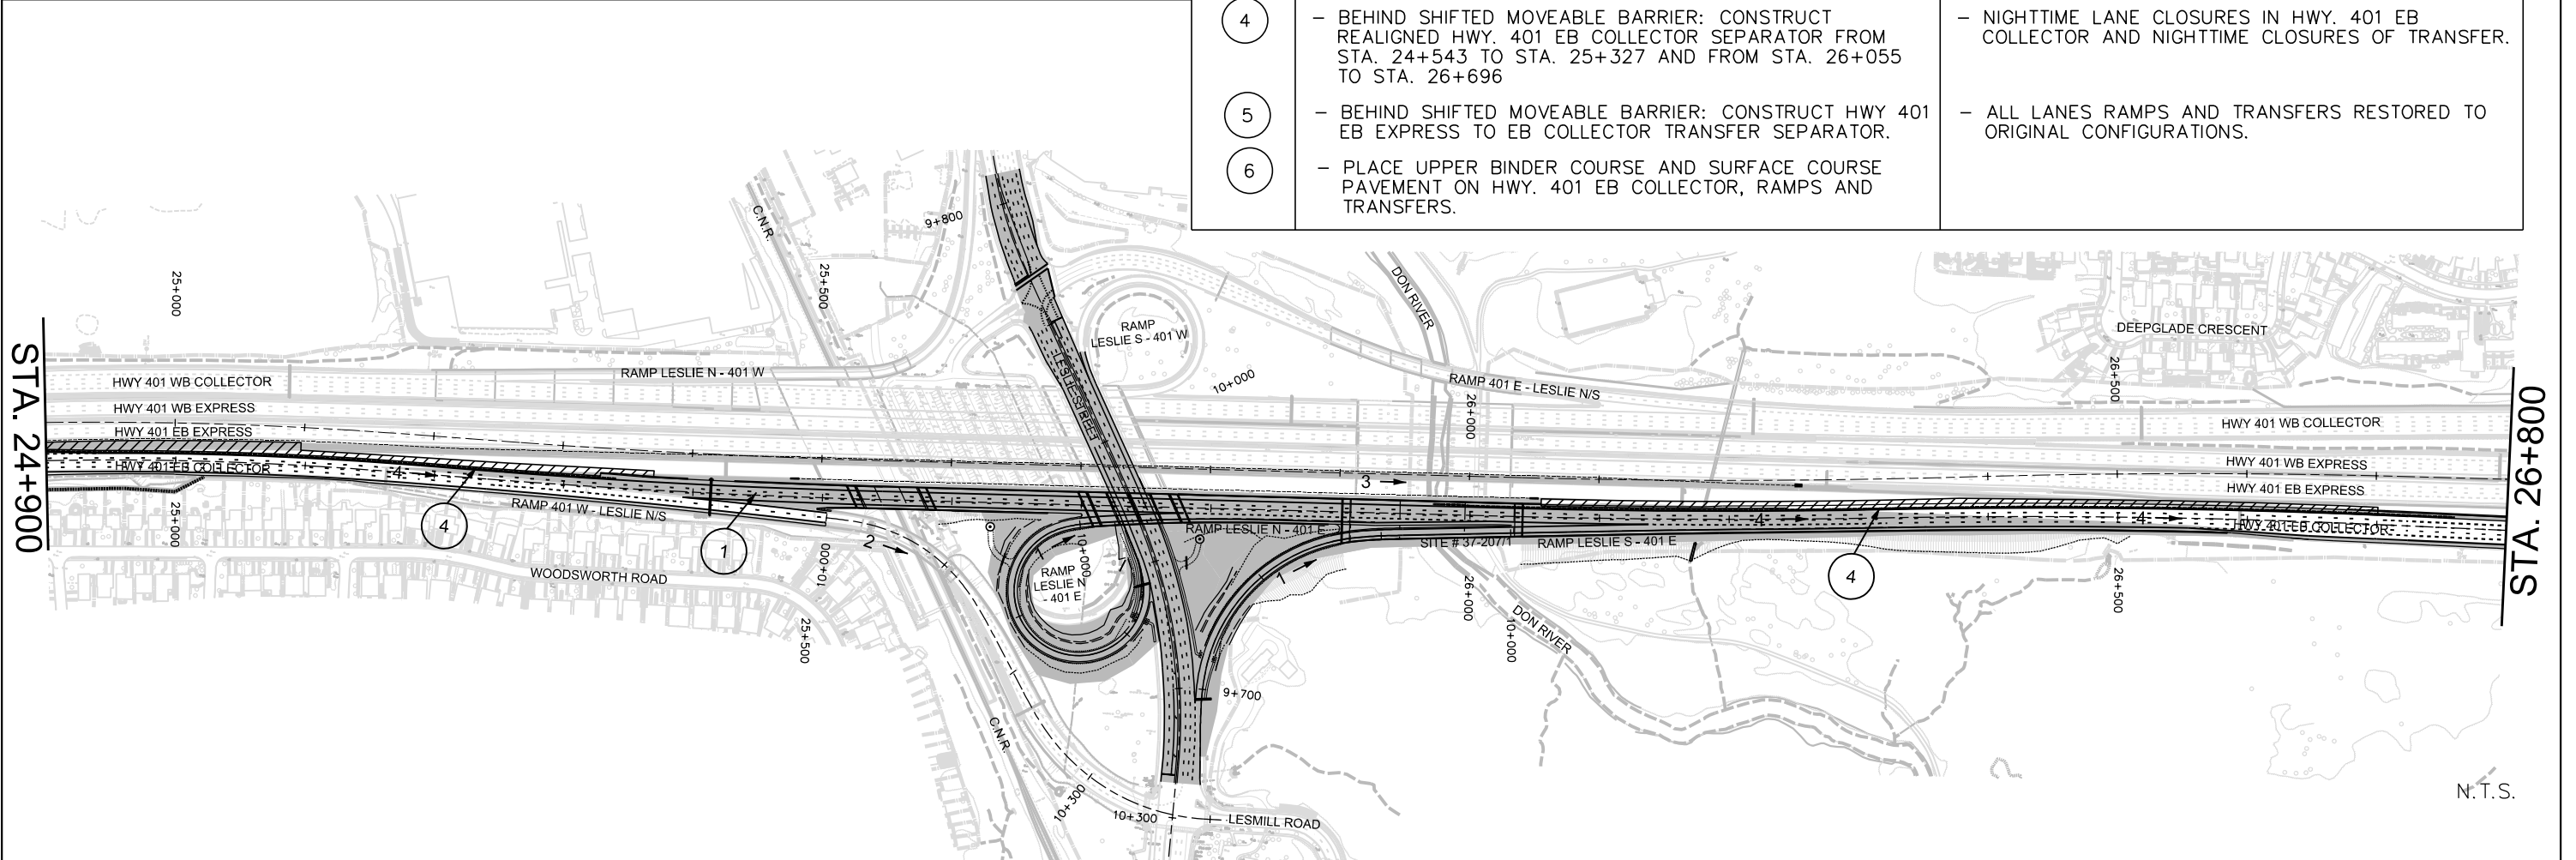 4
- BEHIND SHIFTED MOVEABLE BARRIER: CONSTRUCT
REALIGNED HWY. 401 EB COLLECTOR SEPARATOR FROM
STA. 24+543 TO STA. 25+327 AND FROM STA. 26+055
TO STA. 26+696
- NIGHTTIME LANE CLOSURES IN HWY. 401 EB
COLLECTOR AND NIGHTTIME CLOSURES OF TRANSFER.
5
- BEHIND SHIFTED MOVEABLE BARRIER: CONSTRUCT HWY 401
EB EXPRESS TO EB COLLECTOR TRANSFER SEPARATOR.
- ALL LANES RAMPS AND TRANSFERS RESTORED TO
ORIGINAL CONFIGURATIONS.
6
- PLACE UPPER BINDER COURSE AND SURFACE COURSE
PAVEMENT ON HWY. 401 EB COLLECTOR, RAMPS AND
TRANSFERS.
STA. 24+900
25+000
C.N.R.
25+500
9+800
RAMP
LESLIE S - 401 W
10+000
DON RIVER
RAMP 401 E - LESLIE N/S
26+000
DEEPGLADE CRESCENT
26+500
STA. 26+800
HWY 401 WB COLLECTOR
HWY 401 WB EXPRESS
HWY 401 EB EXPRESS
HWY 401 EB COLLECTOR
RAMP LESLIE N - 401 W
LESLIE STREET
HWY 401 WB COLLECTOR
HWY 401 WB EXPRESS
HWY 401 EB EXPRESS
HWY 401 EB COLLECTOR
4
3
4
4
RAMP 401 W - LESLIE N/S
4
1
2
RAMP LESLIE N - 401 E
SITE # 37-207/1
RAMP LESLIE S - 401 E
4
25+000
WOODSWORTH ROAD
10+000
25+500
1
10+000
RAMP
LESLIE N
- 401 E
1
26+000
10+000
DON RIVER
26+500
9+700
C.N.R.
10+300
10+300
LESMILL ROAD
N.T.S.